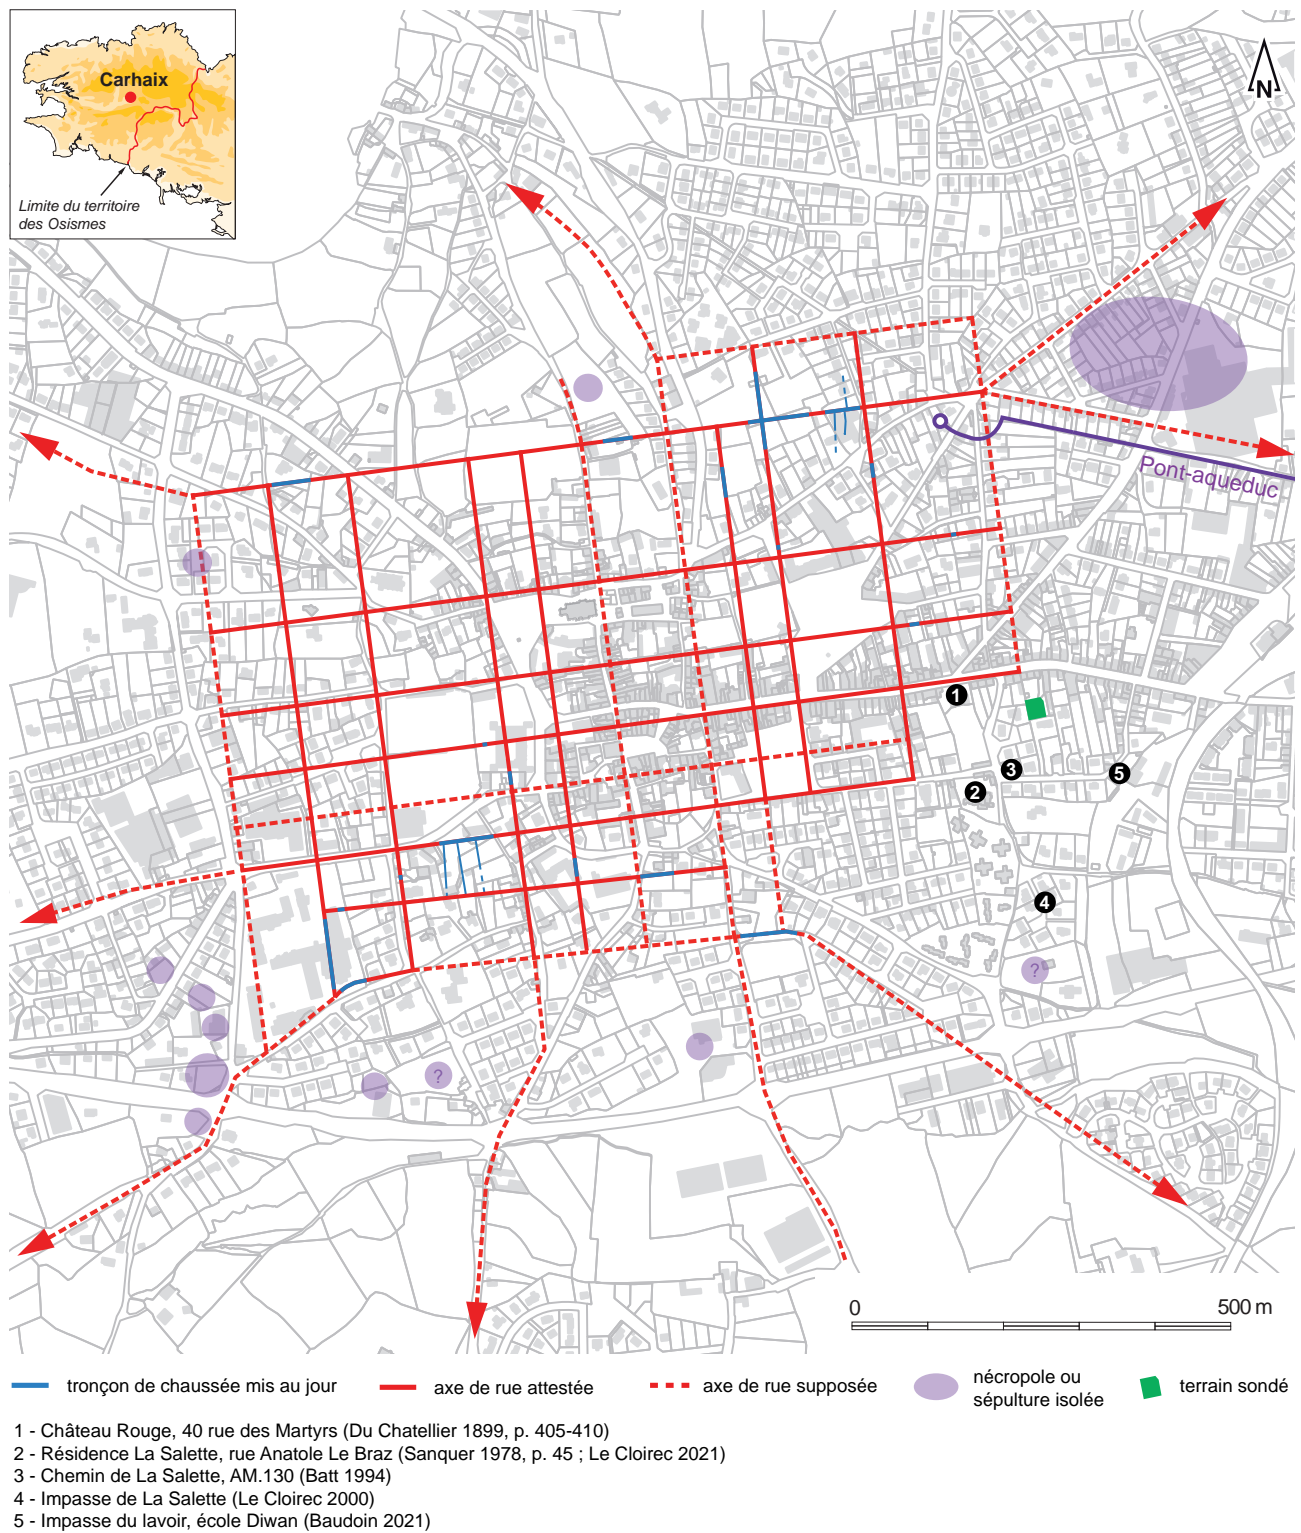 Carhaix
Limite du territoire
des Osismes
N
Pont-aqueduc
1
2
3
5
4
?
?
0
500 m
tronçon de chaussée mis au jour
axe de rue attestée
axe de rue supposée
nécropole ou
sépulture isolée
terrain sondé
1 - Château Rouge, 40 rue des Martyrs (Du Chatellier 1899, p. 405-410)
2 - Résidence La Salette, rue Anatole Le Braz (Sanquer 1978, p. 45 ; Le Cloirec 2021)
3 - Chemin de La Salette, AM.130 (Batt 1994)
4 - Impasse de La Salette (Le Cloirec 2000)
5 - Impasse du lavoir, école Diwan (Baudoin 2021)